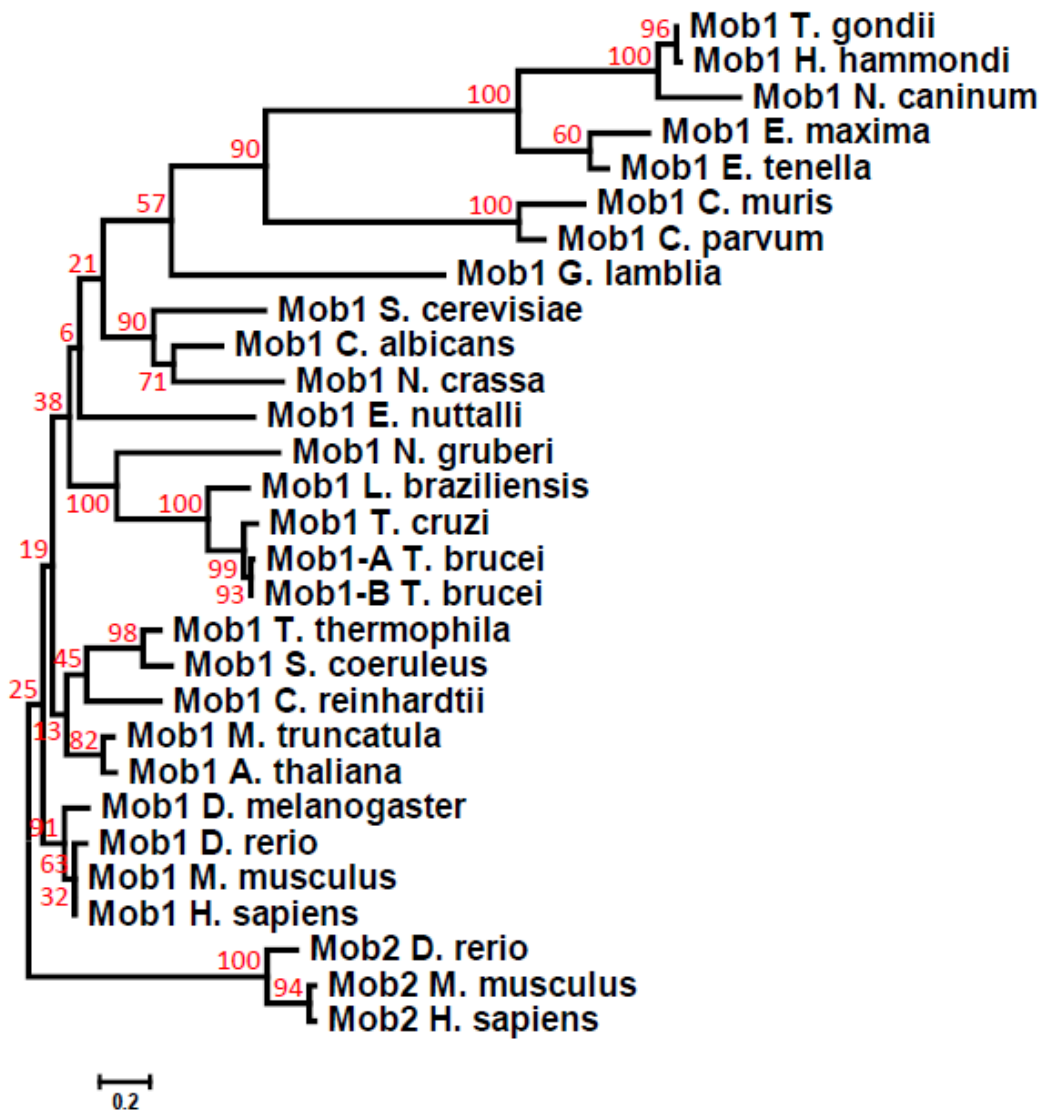 96 Mob1 T. gondii
100 Mob1 H. hammondi
100 Mob1 N. caninum
60 Mob1 E. maxima
90 Mob1 E. tenella
57 100 Mob1 C. muris
Mob1 C. parvum
21 Mob1 G. lamblia
90 Mob1 S. cerevisiae
6 Mob1 C. albicans
71 Mob1 N. crassa
38 Mob1 E. nuttalli
Mob1 N. gruberi
100 100 Mob1 L. braziliensis
Mob1 T. cruzi
19 99 Mob1-A T. brucei
93 Mob1-B T. brucei
98 Mob1 T. thermophila
45 Mob1 S. coeruleus
25 Mob1 C. reinhardtii
13 82 Mob1 M. truncatula
Mob1 A. thaliana
Mob1 D. melanogaster
91 Mob1 D. rerio
63 Mob1 M. musculus
32 Mob1 H. sapiens
100 Mob2 D. rerio
94 Mob2 M. musculus
Mob2 H. sapiens
0.2